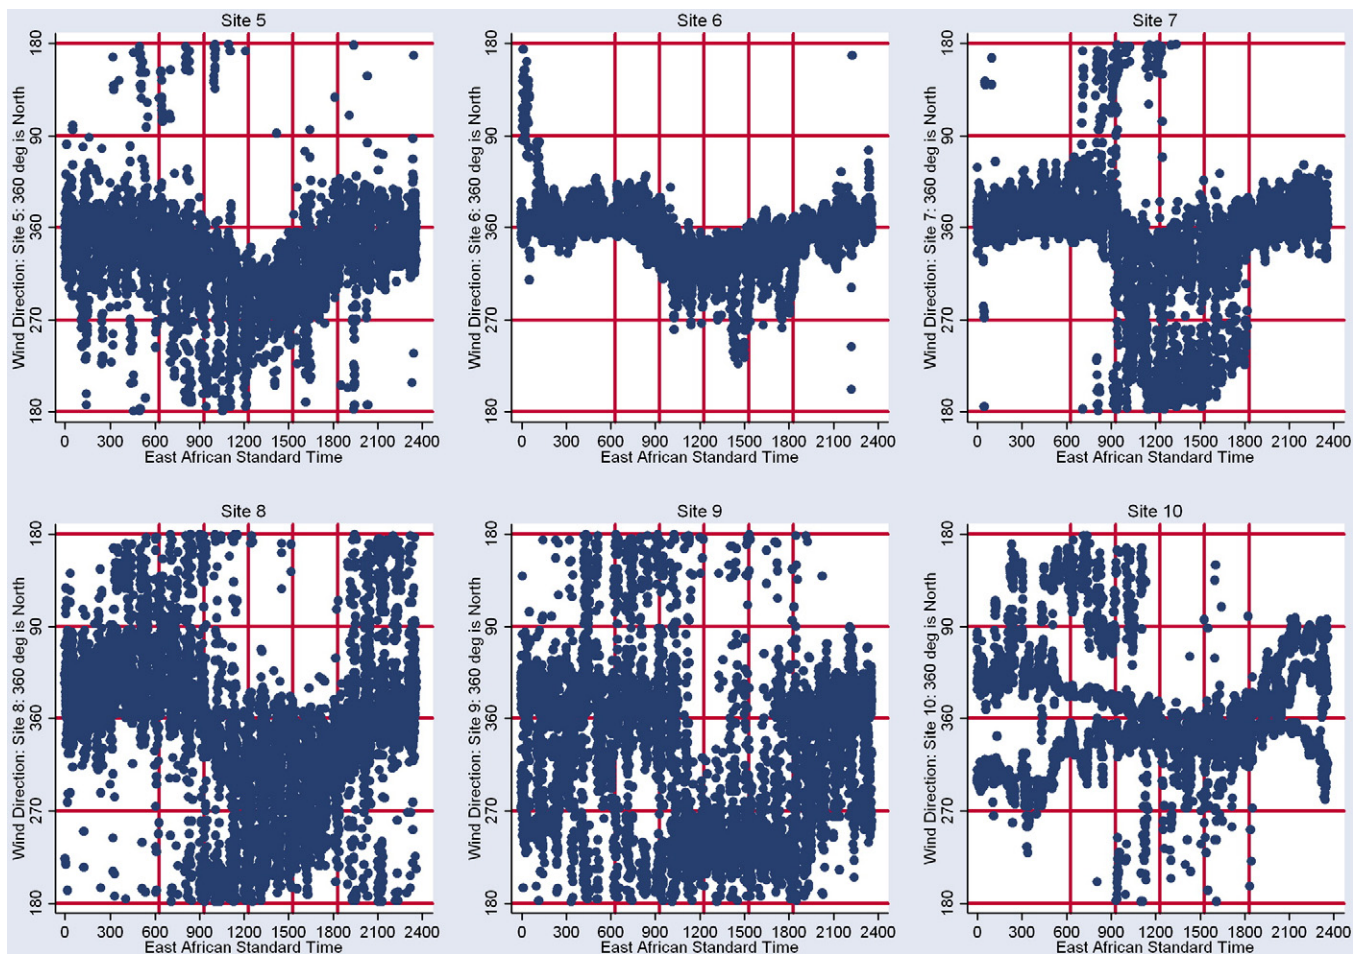 Site 5
Wind Direction: Site 5: 360 deg is North
180
90
360
270
180
0 300 600 900 1200 1500 1800 2100 2400
East African Standard Time
Site 6
Wind Direction: Site 6: 360 deg is North
180
90
360
270
180
0 300 600 900 1200 1500 1800 2100 2400
East African Standard Time
Site 7
Wind Direction: Site 7: 360 deg is North
180
90
360
270
180
0 300 600 900 1200 1500 1800 2100 2400
East African Standard Time
Site 8
Wind Direction: Site 8: 360 deg is North
180
90
360
270
180
0 300 600 900 1200 1500 1800 2100 2400
East African Standard Time
Site 9
Wind Direction: Site 9: 360 deg is North
180
90
360
270
180
0 300 600 900 1200 1500 1800 2100 2400
East African Standard Time
Site 10
Wind Direction: Site 10: 360 deg is North
180
90
360
270
180
0 300 600 900 1200 1500 1800 2100 2400
East African Standard Time